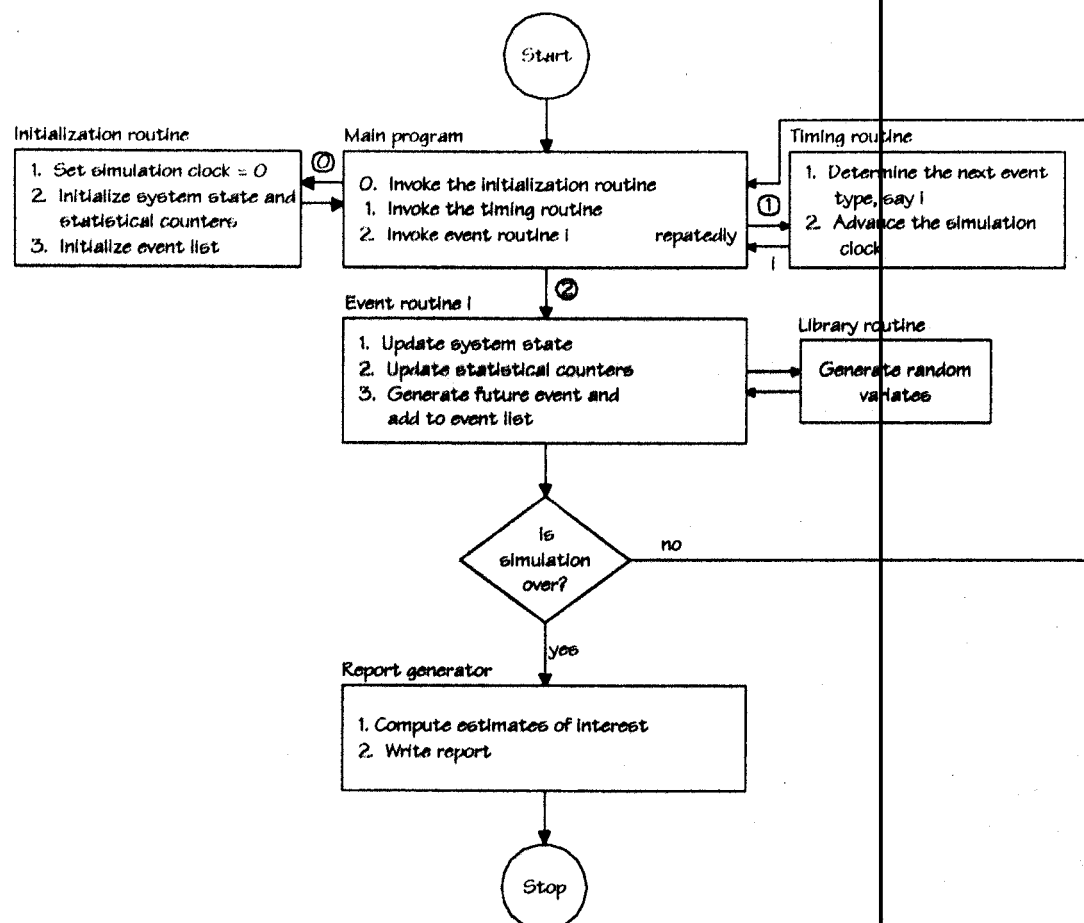 Start
Initialization routine
0
1. Set simulation clock = 0
2. Initialize system state and
statistical counters
3. Initialize event list
Main program
0. Invoke the initialization routine
1. Invoke the timing routine
2. Invoke event routine i
repatedly
Timing routine
1
1. Determine the next event
type, say i
2. Advance the simulation
clock
i
2
Event routine i
1. Update system state
2. Update statistical counters
3. Generate future event and
add to event list
Library routine
Generate random
variates
Is
simulation
over?
no
yes
Report generator
1. Compute estimates of interest
2. Write report
Stop